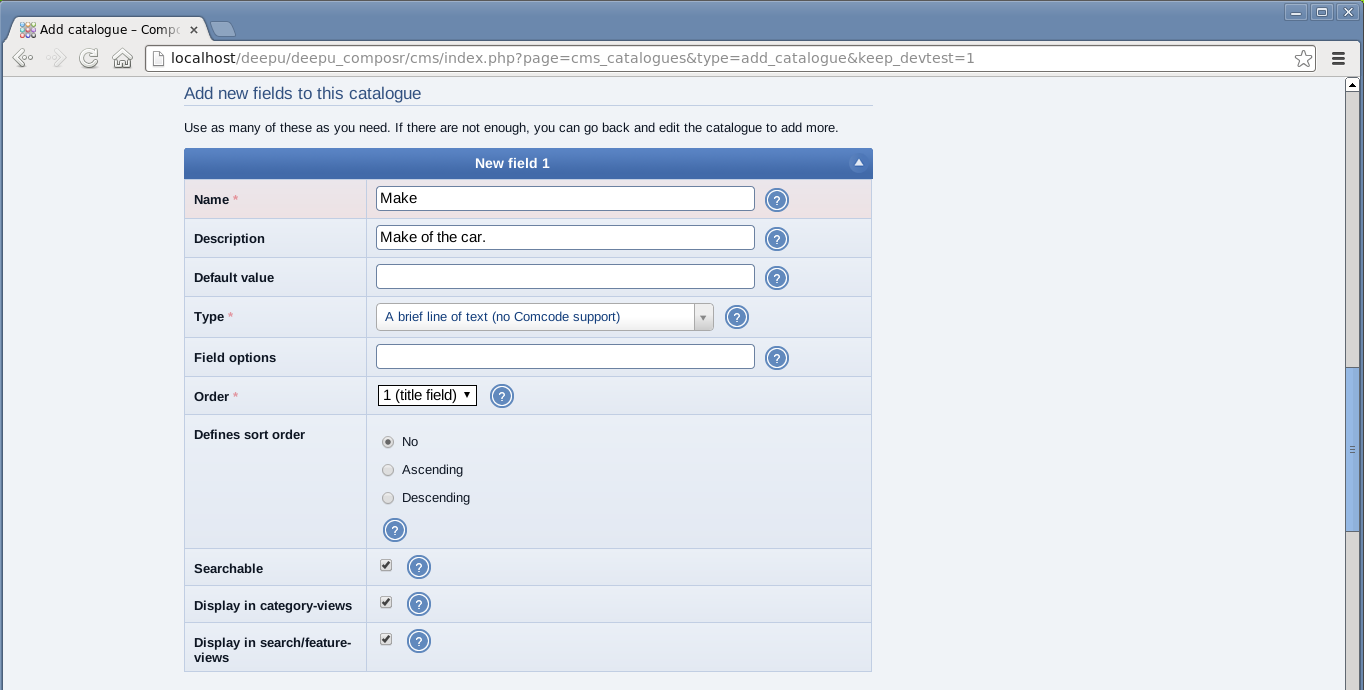 Add catalogue – Compo
localhost/deepu/deepu_composr/cms/index.php?page=cms_catalogues&type=add_catalogue&keep_devtest=1
Add new fields to this catalogue
Use as many of these as you need. If there are not enough, you can go back and edit the catalogue to add more.
New field 1
Name * Make ?
Description Make of the car. ?
Default value ?
Type * A brief line of text (no Comcode support) ?
Field options ?
Order * 1 (title field) ?
Defines sort order
No
Ascending
Descending
?
Searchable ?
Display in category-views ?
Display in search/feature-
views
?